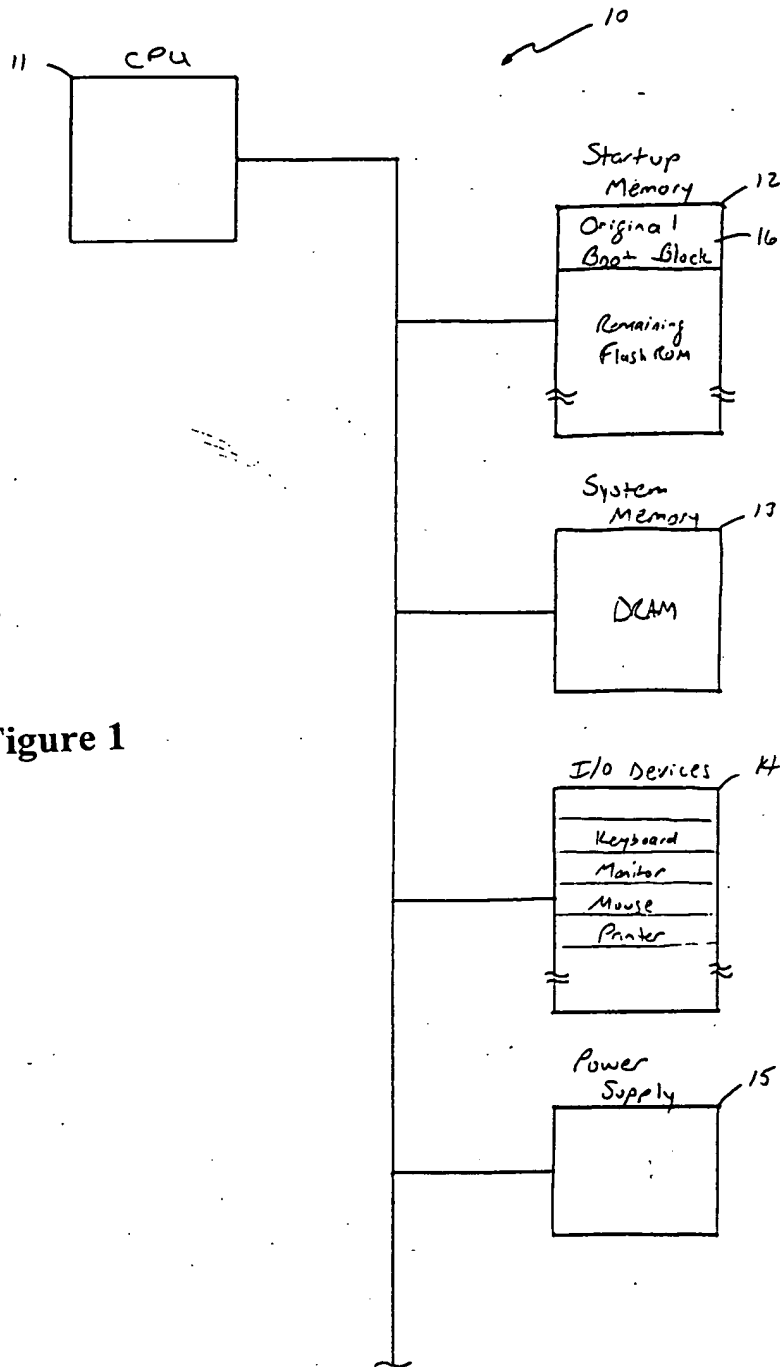 10
11
CPU
Startup
Memory
12
Original
Boot Block
16
Remaining
Flash ROM
System
Memory
13
DRAM
Figure 1
I/O Devices
14
Keyboard
Monitor
Mouse
Printer
Power
Supply
15